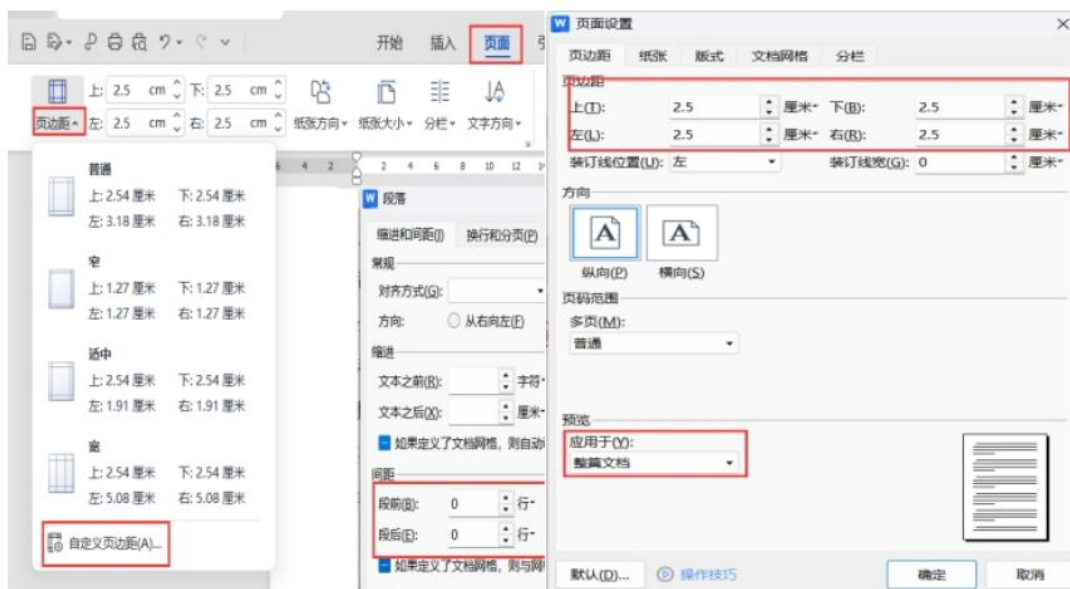 开始 插入 页面
页边距 上: 2.5 cm 下: 2.5 cm
左: 2.5 cm 右: 2.5 cm
纸张方向 纸张大小 分栏 文字方向
普通
上: 2.54 厘米 下: 2.54 厘米
左: 3.18 厘米 右: 3.18 厘米
窄
上: 1.27 厘米 下: 1.27 厘米
左: 1.27 厘米 右: 1.27 厘米
适中
上: 2.54 厘米 下: 2.54 厘米
左: 1.91 厘米 右: 1.91 厘米
宽
上: 2.54 厘米 下: 2.54 厘米
左: 5.08 厘米 右: 5.08 厘米
自定义页边距(A)...
6 4 2 2 4 6 8 10 12
段落
缩进和间距(I) 换行和分页(P)
常规
对齐方式(G):
方向: 从右向左(F)
缩进
文本之前(R): 字符
文本之后(X): 厘米
如果定义了文档网格，则自动
间距
段前(B): 0 行
段后(E): 0 行
如果定义了文档网格，则与网
页面设置
页边距 纸张 版式 文档网格 分栏
页边距
上(T): 2.5 厘米 下(B): 2.5 厘米
左(L): 2.5 厘米 右(R): 2.5 厘米
装订线位置(U): 左 装订线宽(G): 0 厘米
方向
纵向(P) 横向(S)
页码范围
多页(M):
普通
预览
应用于(Y):
整篇文档
默认(D)... 操作技巧 确定 取消